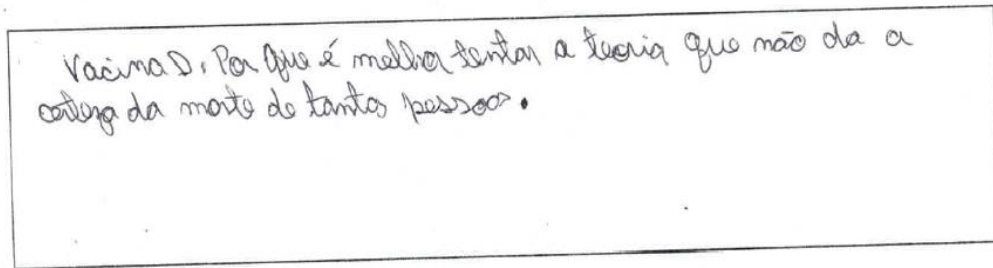 Vacina D. Por que é melhor tentar a teoria que não da a
certeza da morte de tantas pessoas.